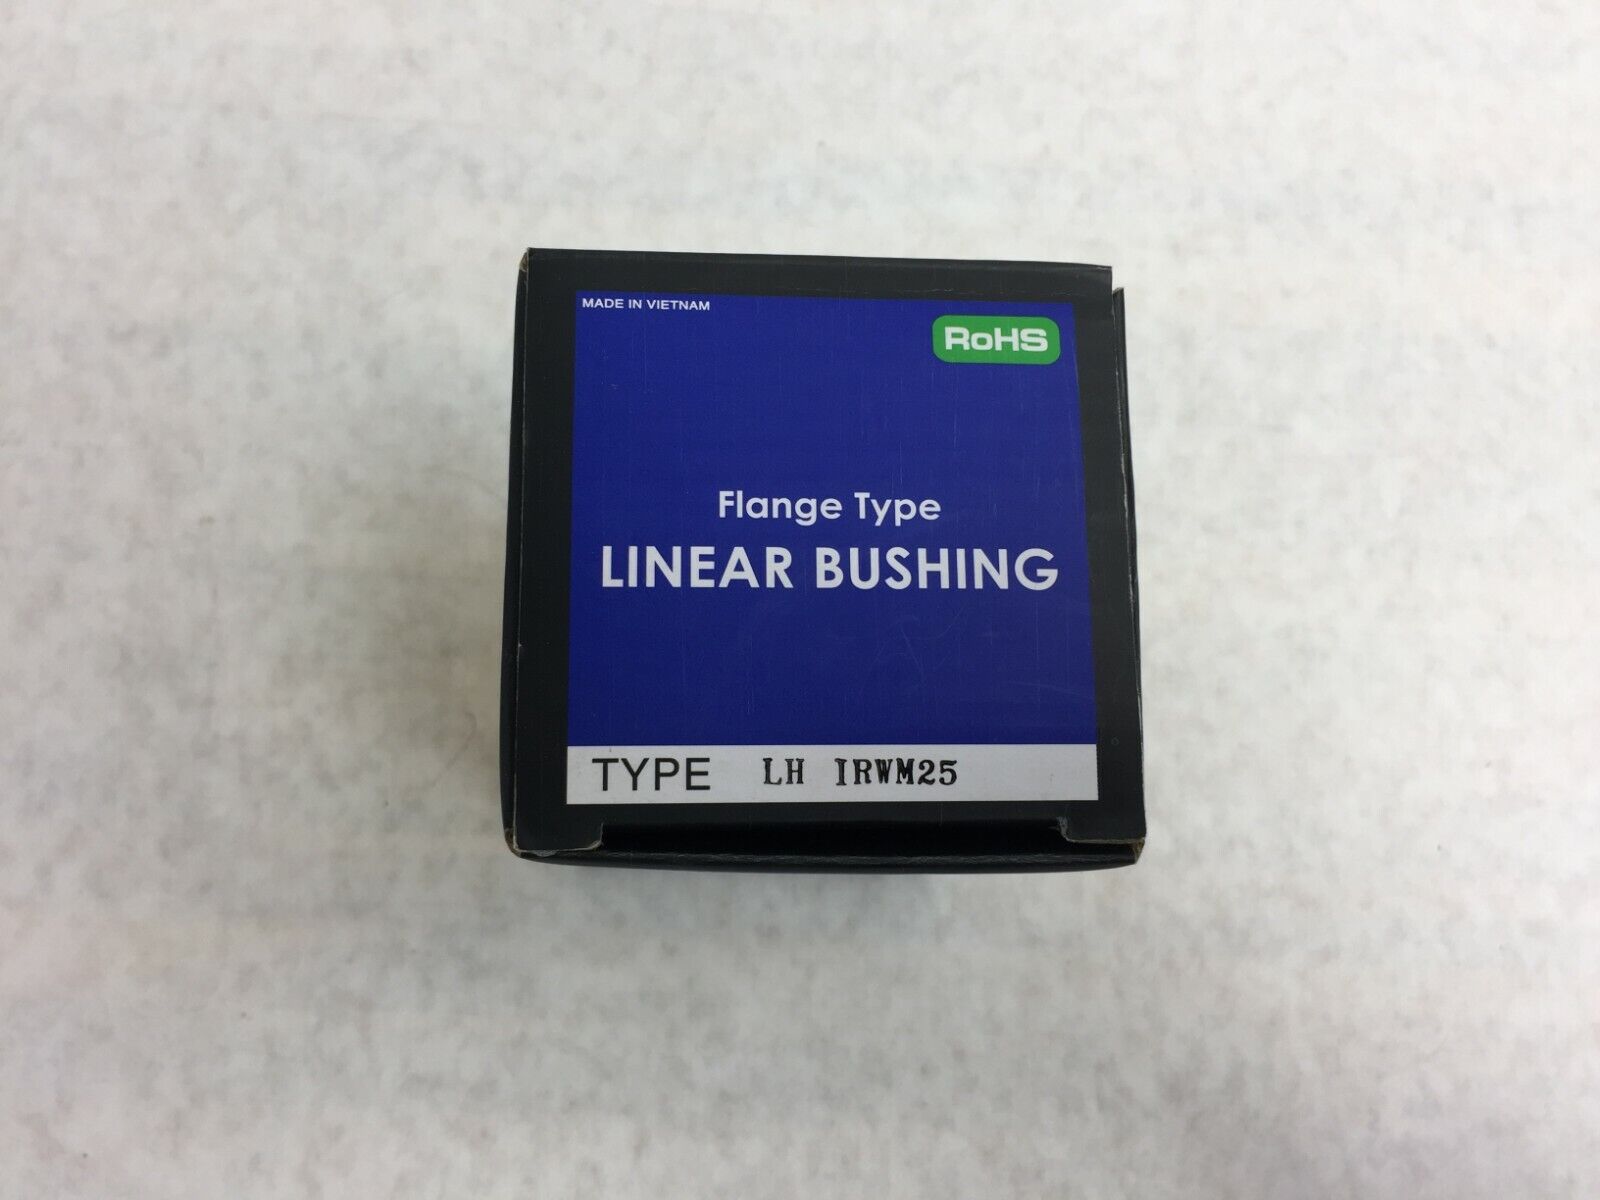 MADE IN VIETNAM
RoHS
Flange Type
LINEAR BUSHING
TYPE LH IRWM25